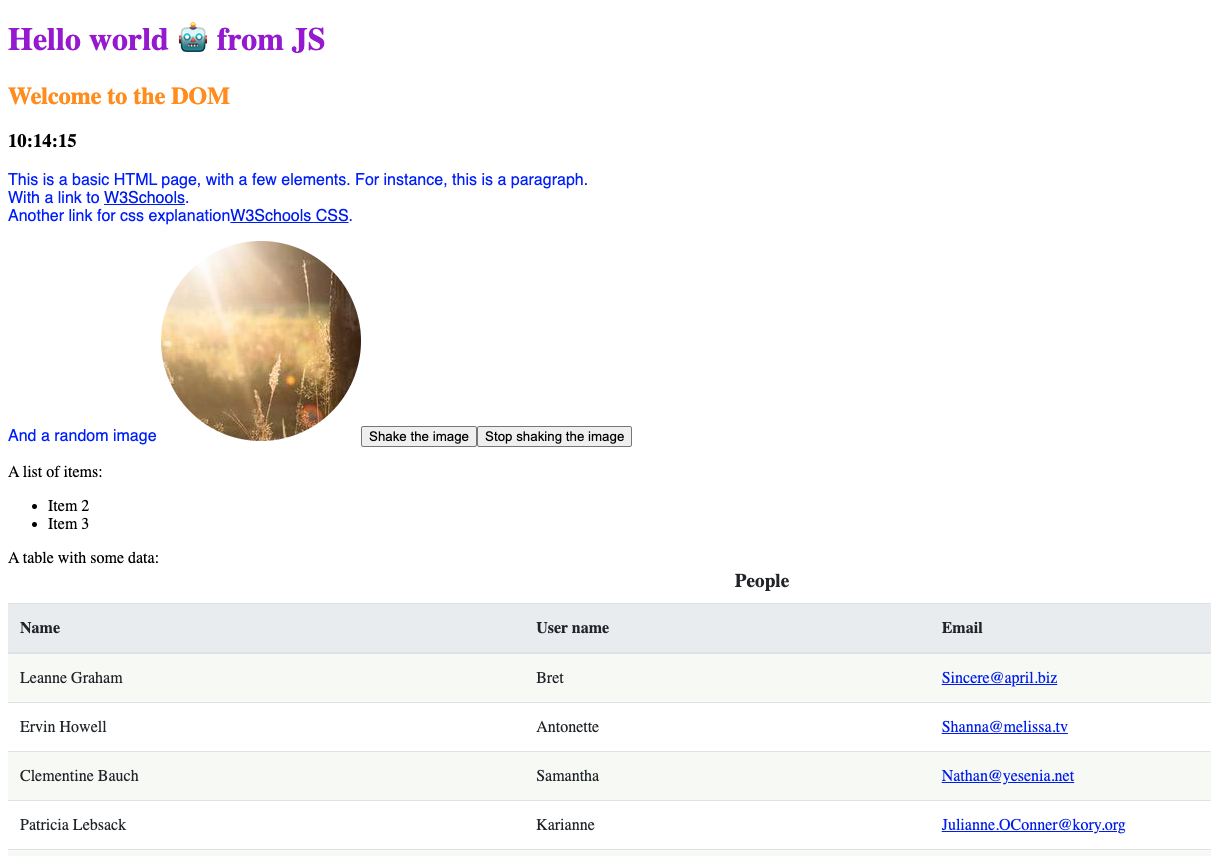 Hello world 🤖 from JS
Welcome to the DOM
10:14:15
This is a basic HTML page, with a few elements. For instance, this is a paragraph.
With a link to W3Schools.
Another link for css explanationW3Schools CSS.
And a random image Shake the image Stop shaking the image
A list of items:
• Item 2
• Item 3
A table with some data:
People
Name User name Email
Leanne Graham Bret Sincere@april.biz
Ervin Howell Antonette Shanna@melissa.tv
Clementine Bauch Samantha Nathan@yesenia.net
Patricia Lebsack Karianne Julianne.OConner@kory.org